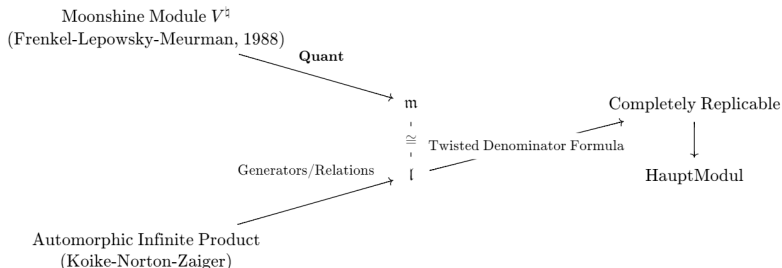 Moonshine Module V♮
(Frenkel-Lepowsky-Meurman, 1988)
Quant
𝔪
Completely Replicable
≅
Twisted Denominator Formula
Generators/Relations
𝔩
HauptModul
Automorphic Infinite Product
(Koike-Norton-Zaiger)